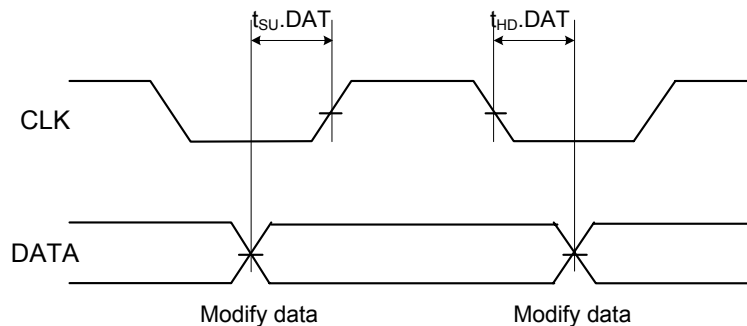 tSU.DAT tHD.DAT
CLK
DATA
Modify data Modify data